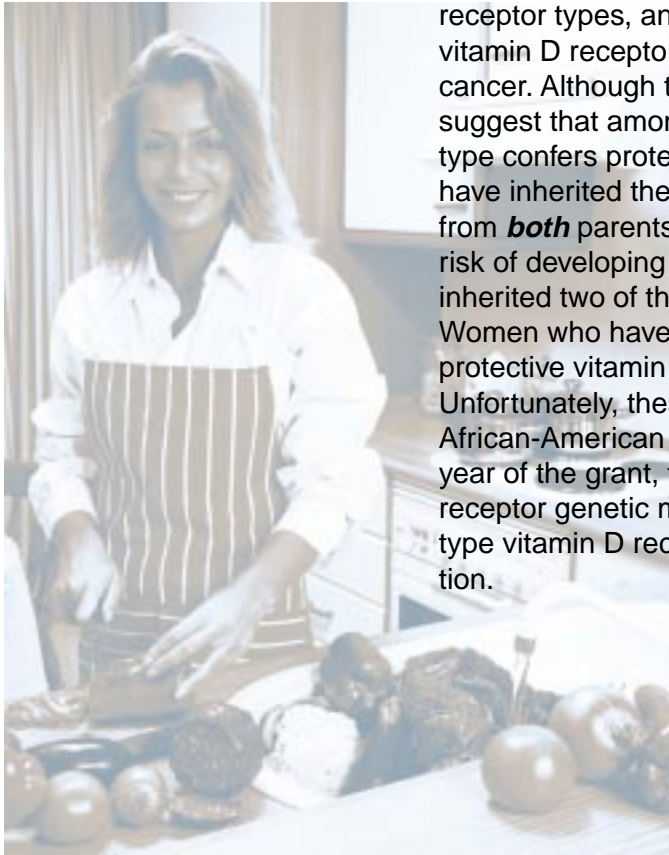 receptor types, an
vitamin D recepto
cancer. Although t
suggest that amon
type confers prote
have inherited the
from both parents
risk of developing
inherited two of th
Women who have
protective vitamin
Unfortunately, the
African-American
year of the grant, t
receptor genetic m
type vitamin D rec
tion.